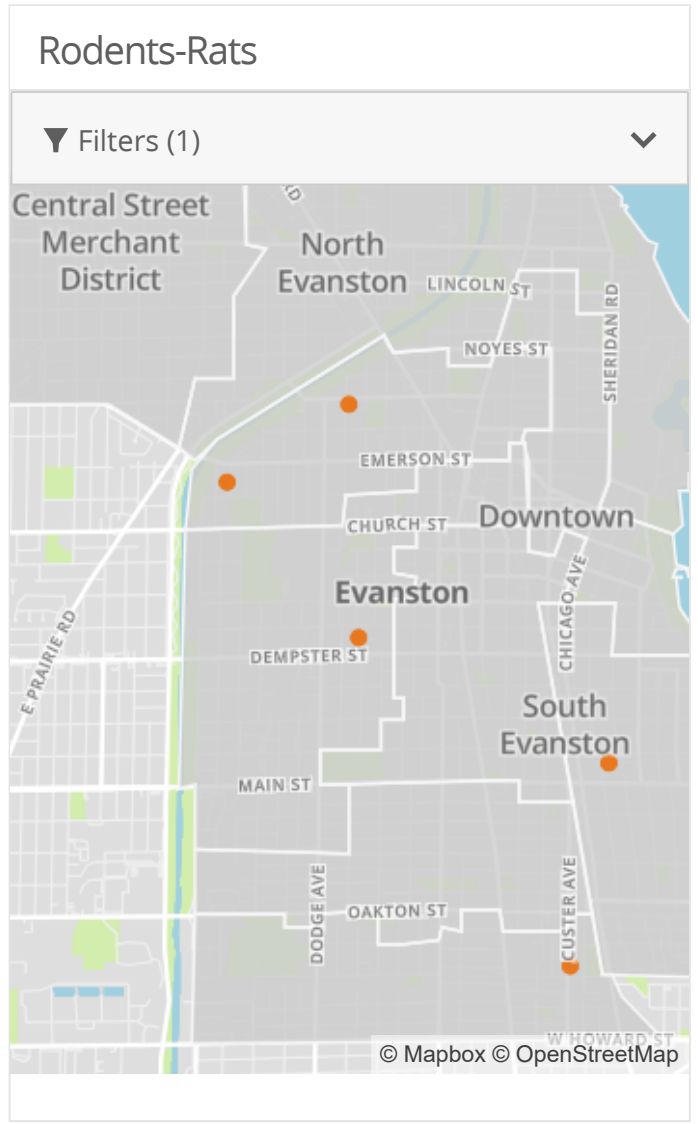 Rodents-Rats
Filters (1)
RD
Central Street
Merchant
District
North
Evanston
LINCOLN ST
SHERIDAN RD
NOYES ST
EMERSON ST
CHURCH ST
Downtown
CHICAGO AVE
Evanston
E PRAIRIE RD
DEMPSTER ST
South
Evanston
MAIN ST
DODGE AVE
OAKTON ST
CUSTER AVE
W HOWARD ST
© Mapbox © OpenStreetMap